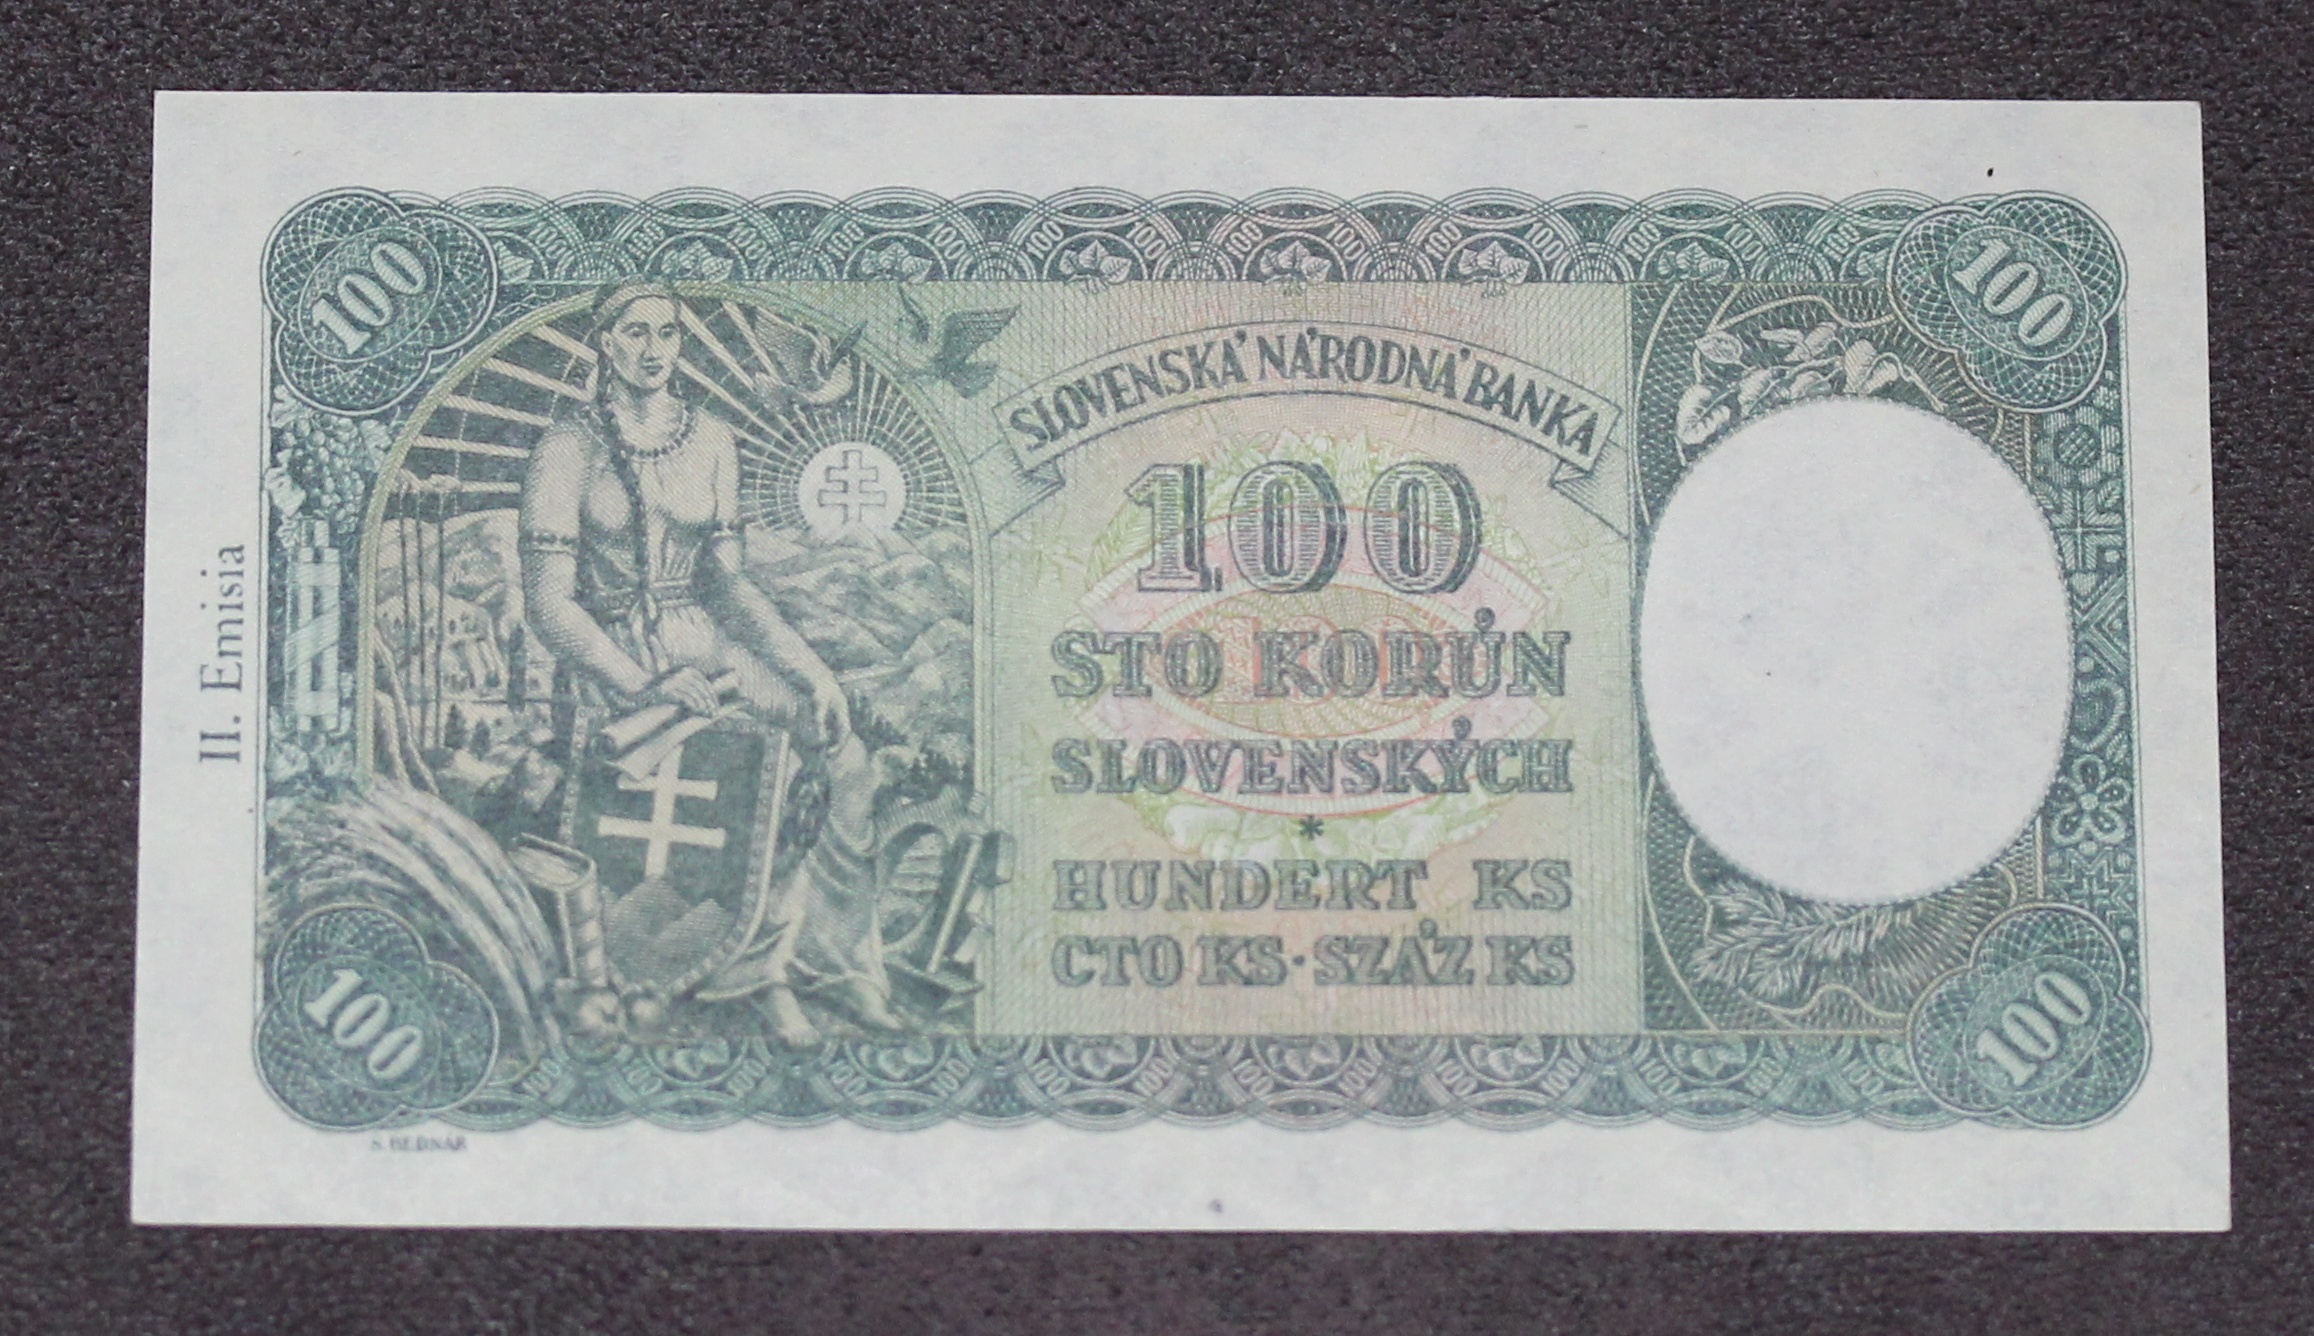 100
100
SLOVENSKÁ NÁRODNÁ BANKA
100
STO KORÚN
SLOVENSKÝCH
*
HUNDERT KS
СТО KS · SZÁZ KS
II. Emisia
100
100
Š. BEDNÁR